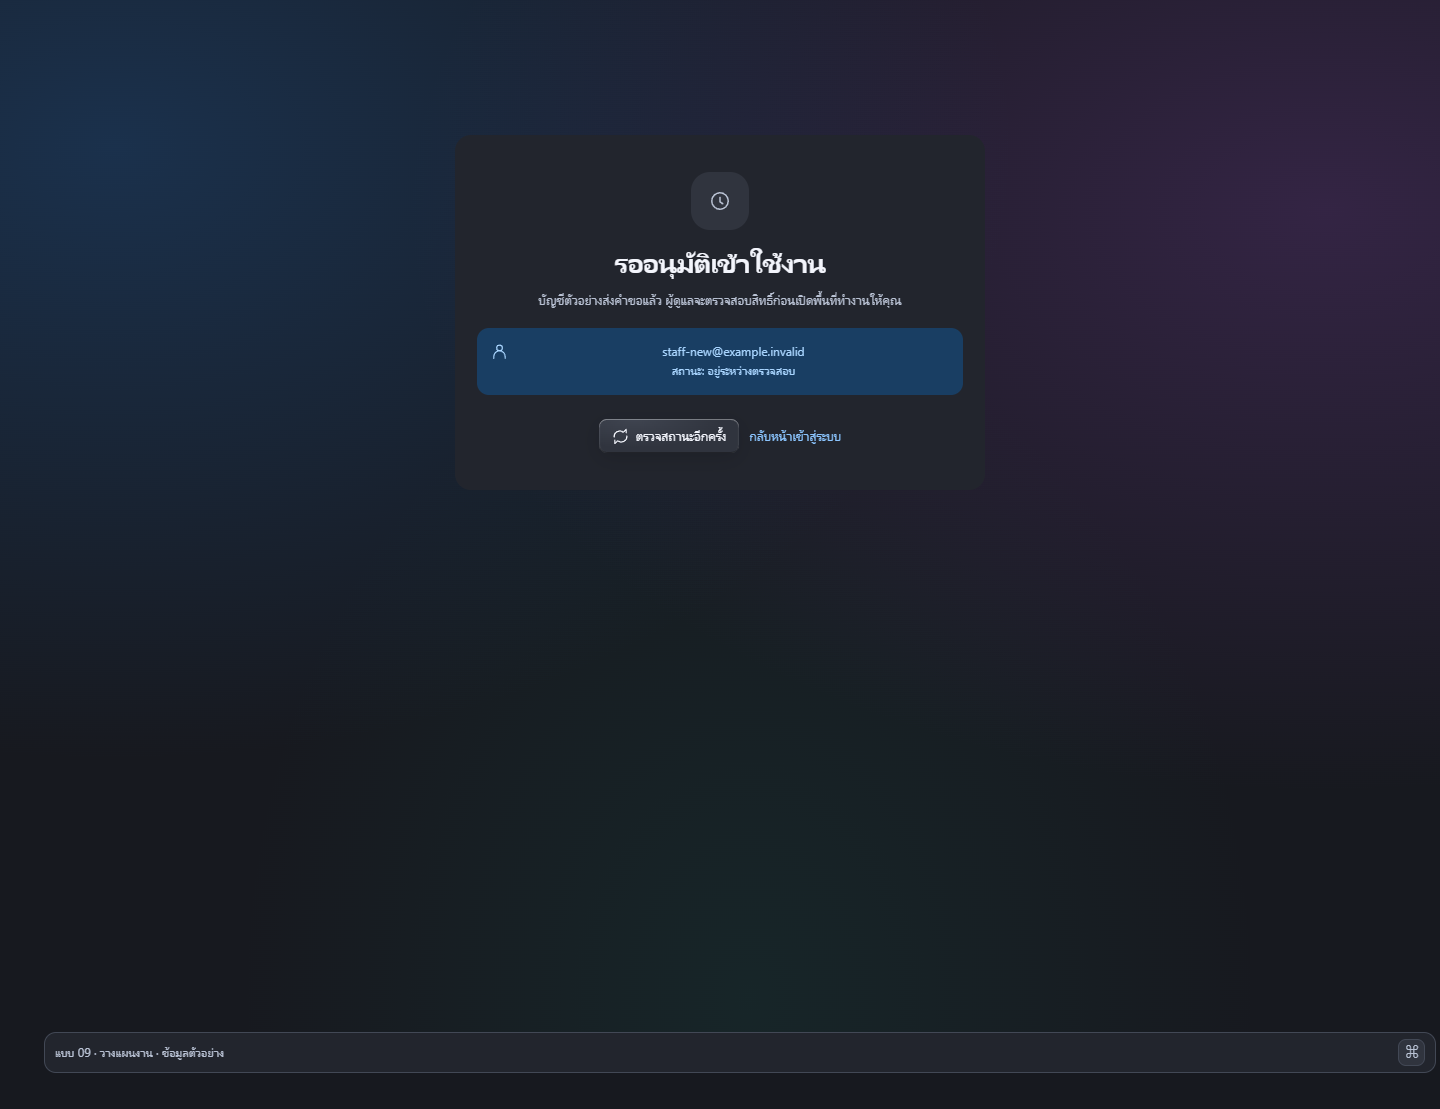 รออนุมัติเข้าใช้งาน
บัญชีตัวอย่างส่งคำขอแล้ว ผู้ดูแลจะตรวจสอบสิทธิ์ก่อนเปิดพื้นที่ทำงานให้คุณ
staff-new@example.invalid
สถานะ: อยู่ระหว่างตรวจสอบ
ตรวจสถานะอีกครั้ง กลับหน้าเข้าสู่ระบบ
แบบ 09 · วางแผนงาน · ข้อมูลตัวอย่าง